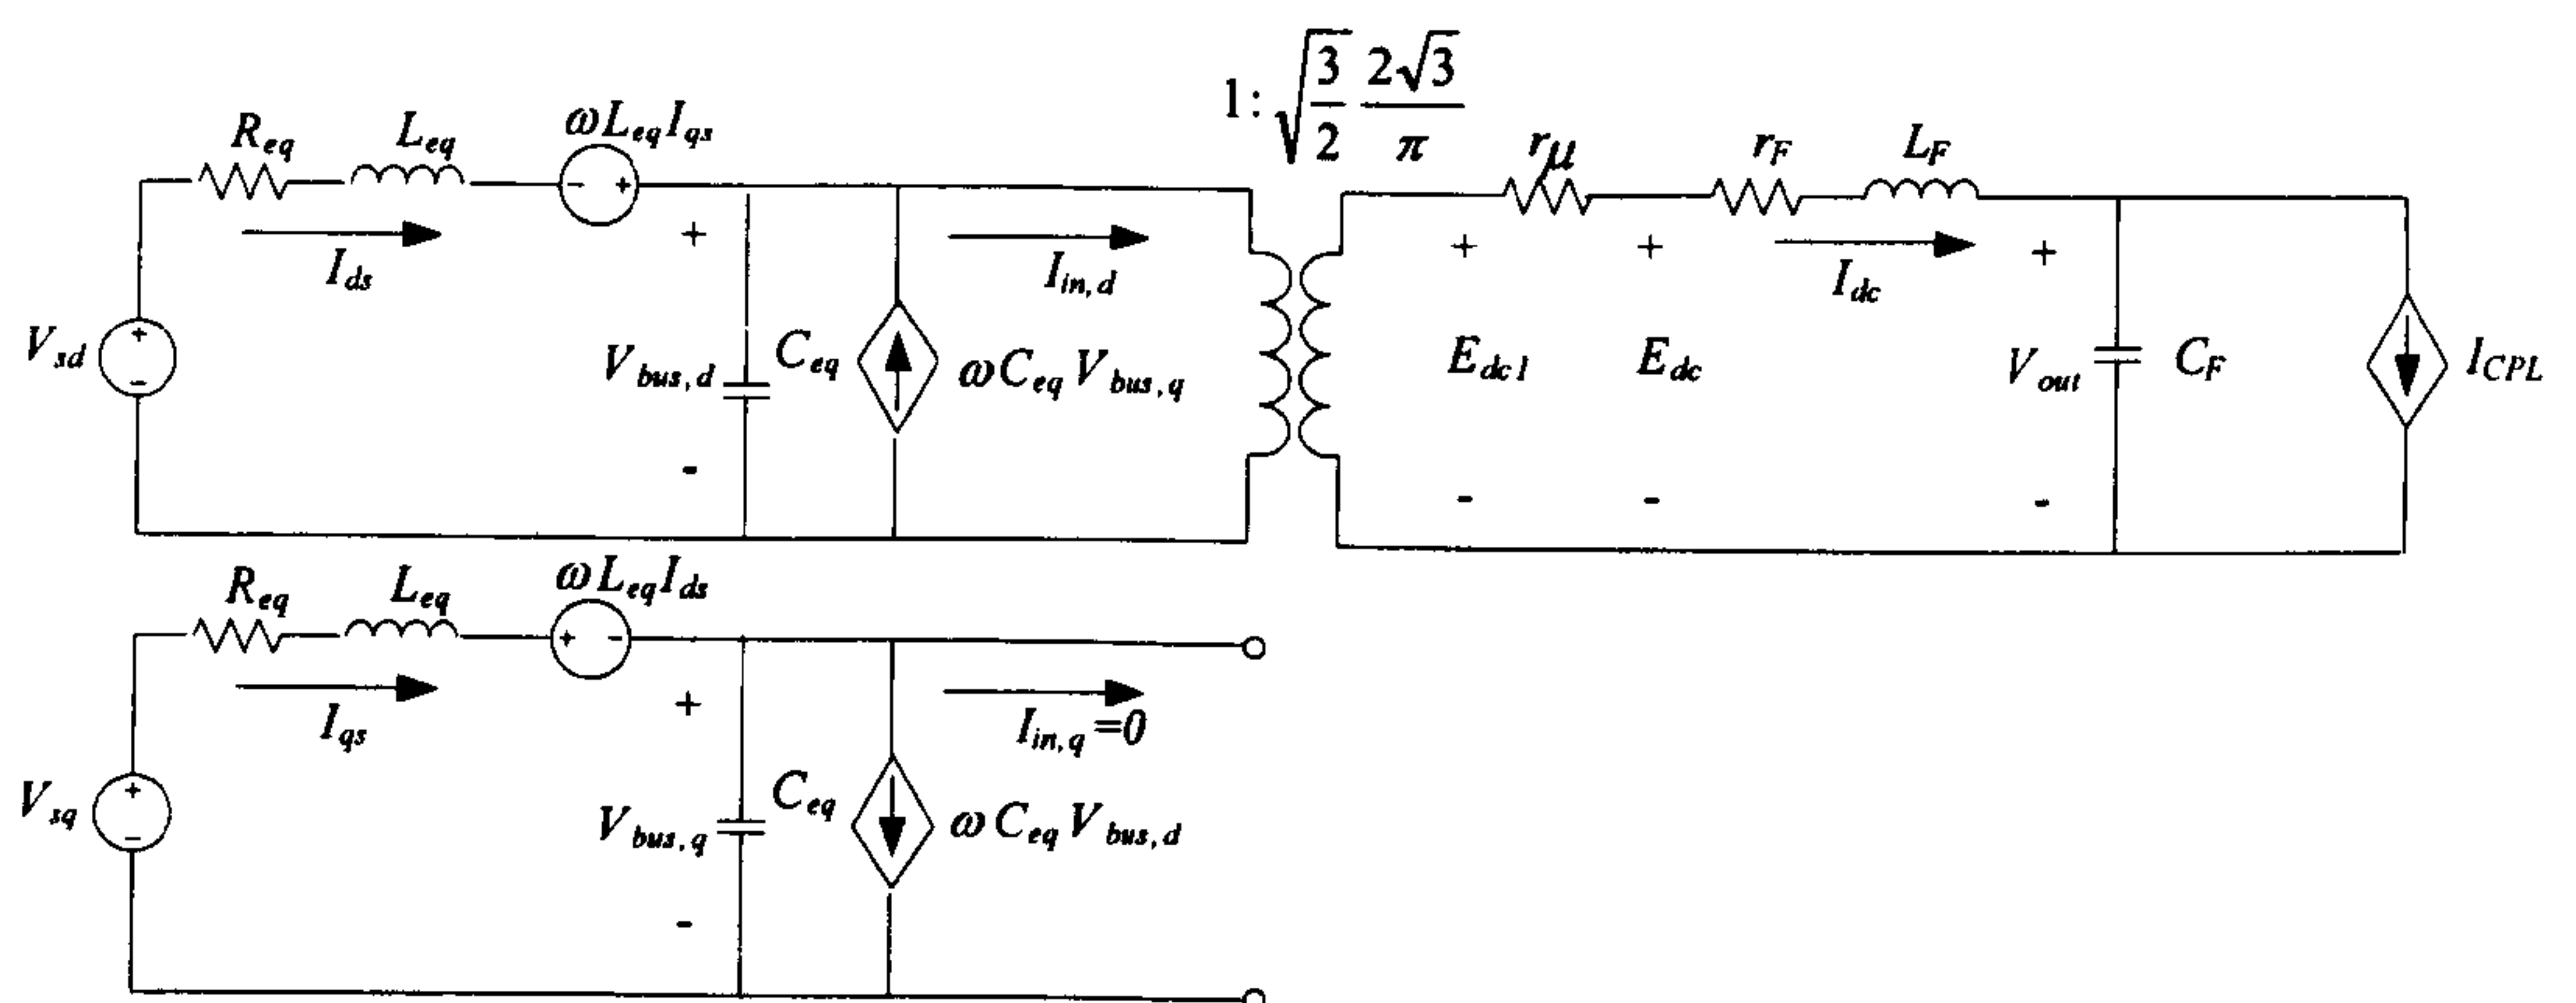 1:√(3/2) 2√3/π
R_eq L_eq ωL_eq I_qs
r_μ r_F L_F
+ - + -
I_ds I_in,d I_dc
+ + + +
V_sd + - V_bus,d C_eq ωC_eq V_bus,q E_dc1 E_dc V_out C_F I_CPL
- - - -
R_eq L_eq ωL_eq I_ds
+ -
I_qs + I_in,q=0
V_sq + - V_bus,q C_eq ωC_eq V_bus,d
-